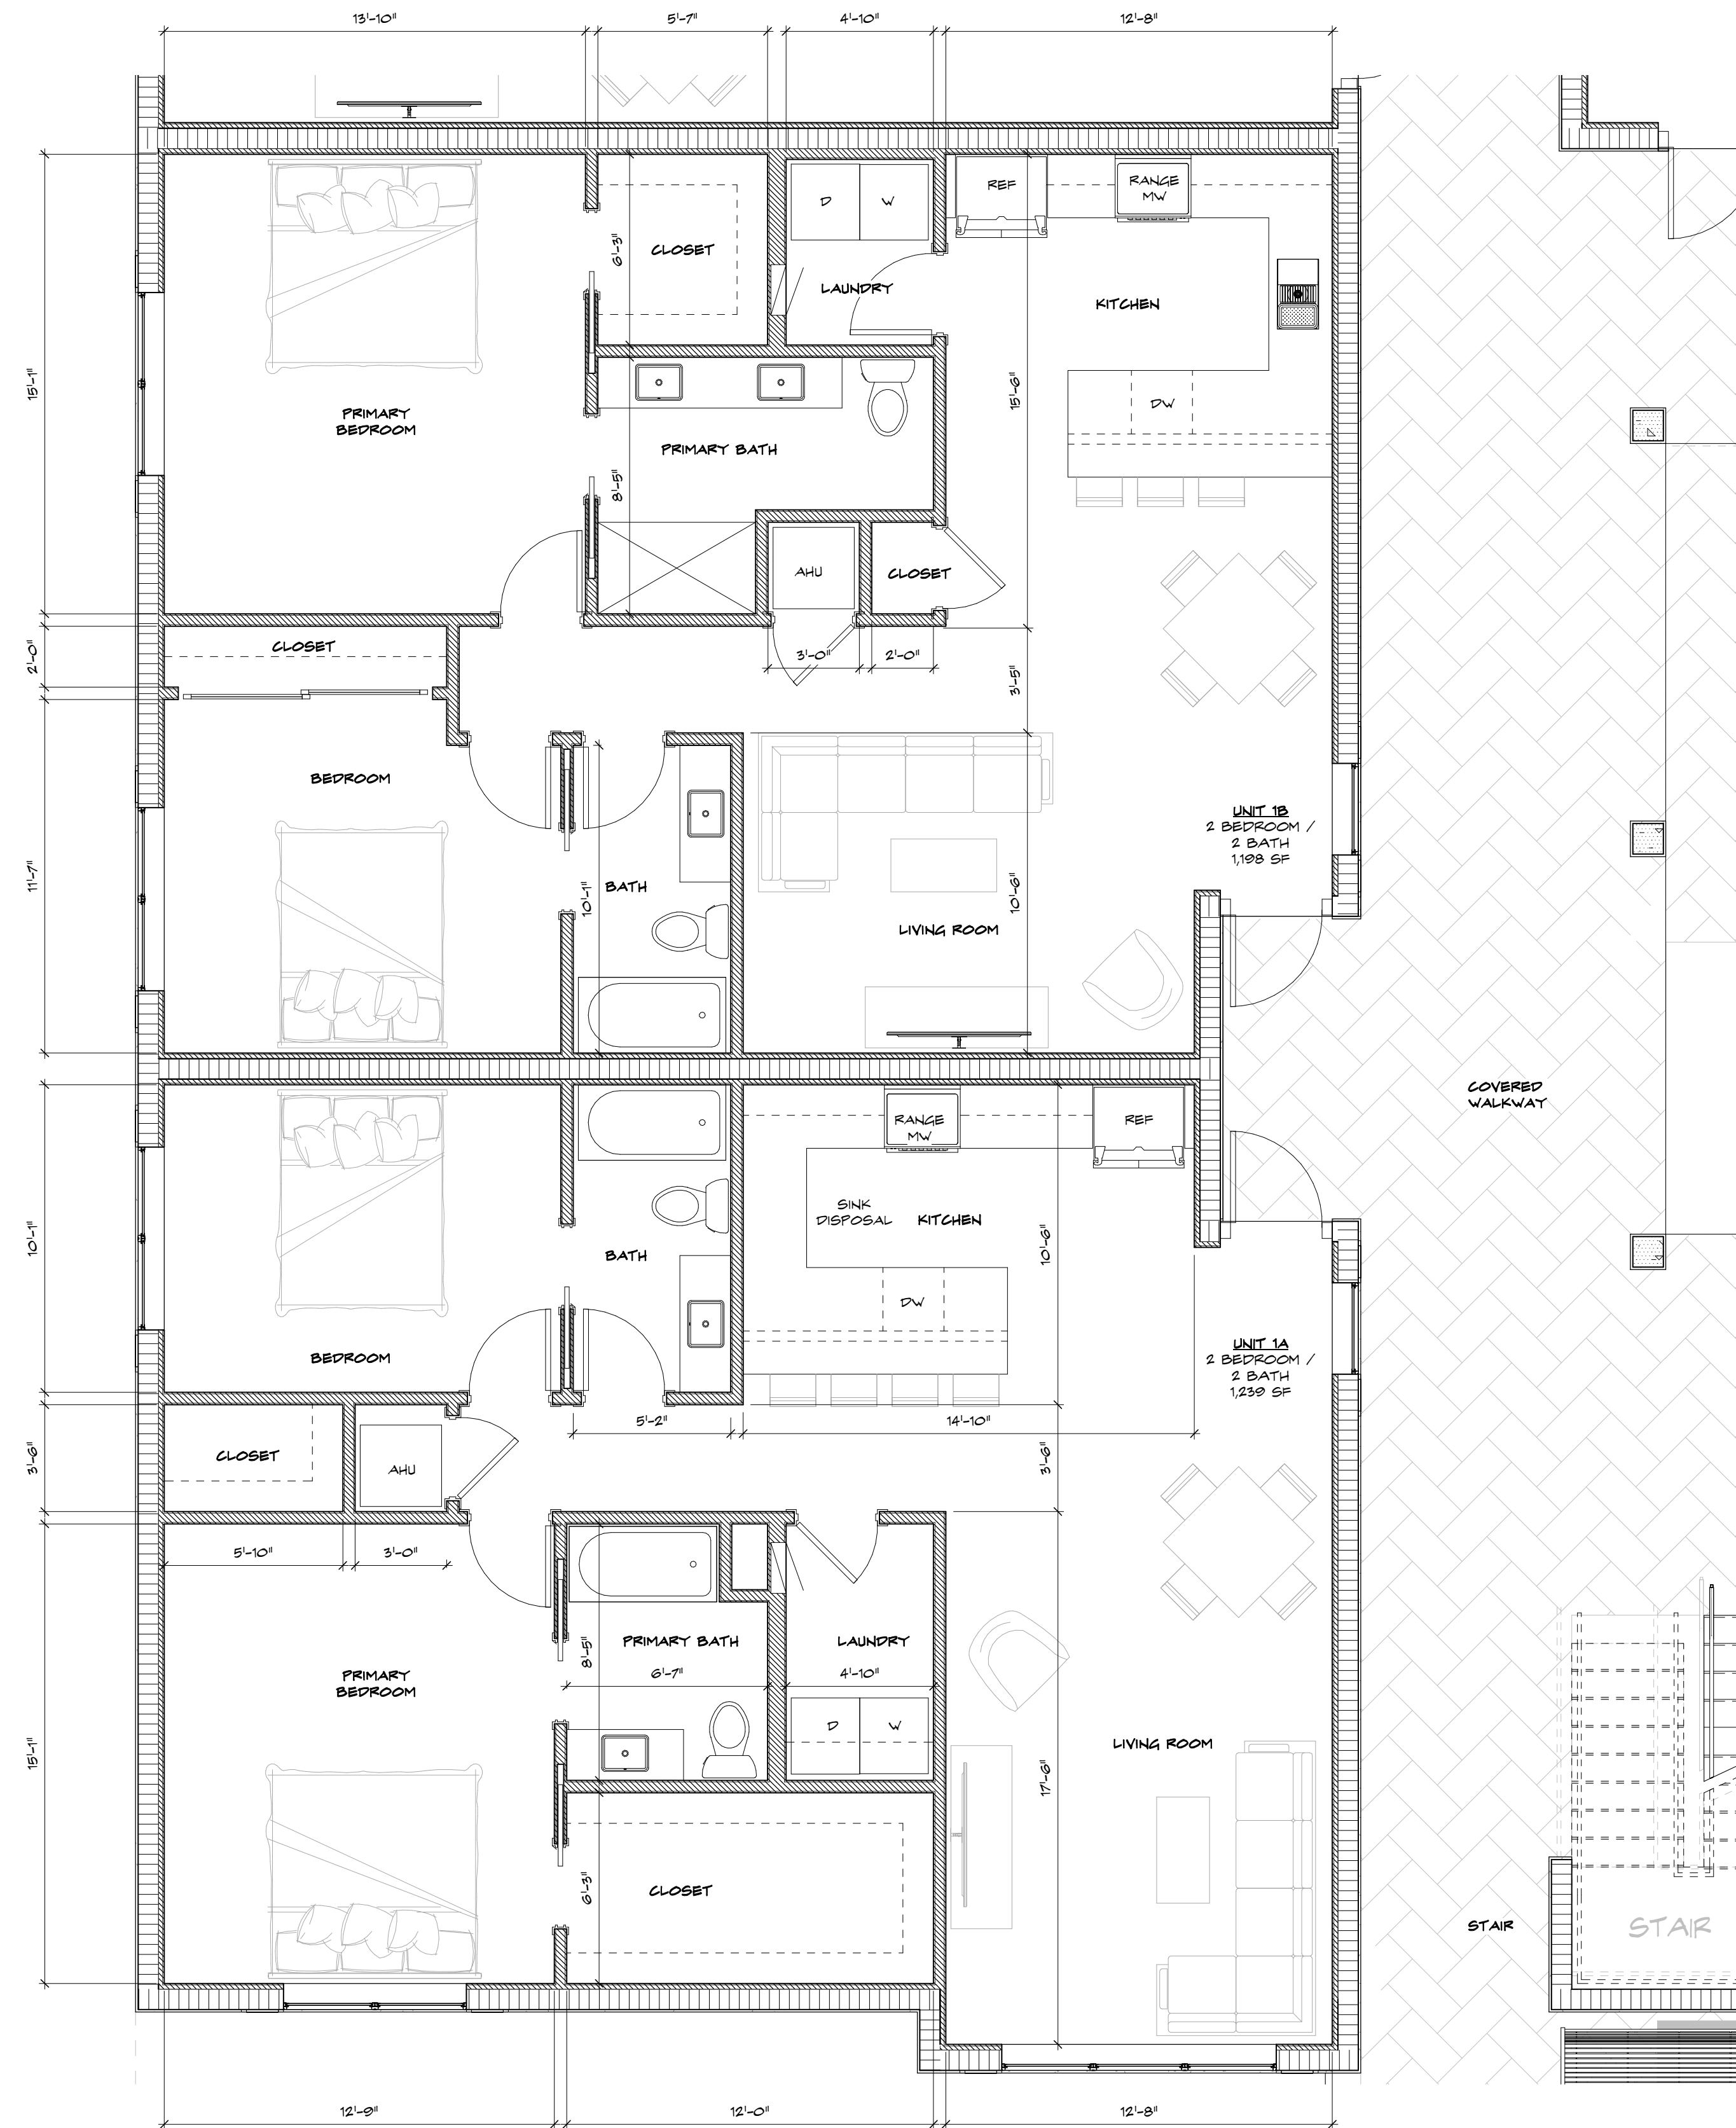 13'-10"
5'-7"
4'-10"
12'-8"
REF
RANGE
MW
D
W
6'-3"
CLOSET
LAUNDRY
KITCHEN
15'-1"
15'-6"
DW
PRIMARY
BEDROOM
PRIMARY BATH
8'-5"
AHU
CLOSET
CLOSET
2'-0"
3'-0"
2'-0"
3'-5"
BEDROOM
UNIT 1B
2 BEDROOM /
2 BATH
1,198 SF
11'-7"
BATH
10'-1"
10'-6"
LIVING ROOM
COVERED
WALKWAY
RANGE
MW
REF
SINK
DISPOSAL
KITCHEN
10'-1"
BATH
10'-6"
DW
BEDROOM
UNIT 1A
2 BEDROOM /
2 BATH
1,239 SF
5'-2"
14'-10"
3'-6"
CLOSET
AHU
3'-6"
5'-10"
3'-0"
PRIMARY BATH
LAUNDRY
8'-5"
6'-7"
4'-10"
PRIMARY
BEDROOM
D
W
15'-1"
LIVING ROOM
17'-6"
6'-3"
CLOSET
STAIR
STAIR
12'-9"
12'-0"
12'-8"